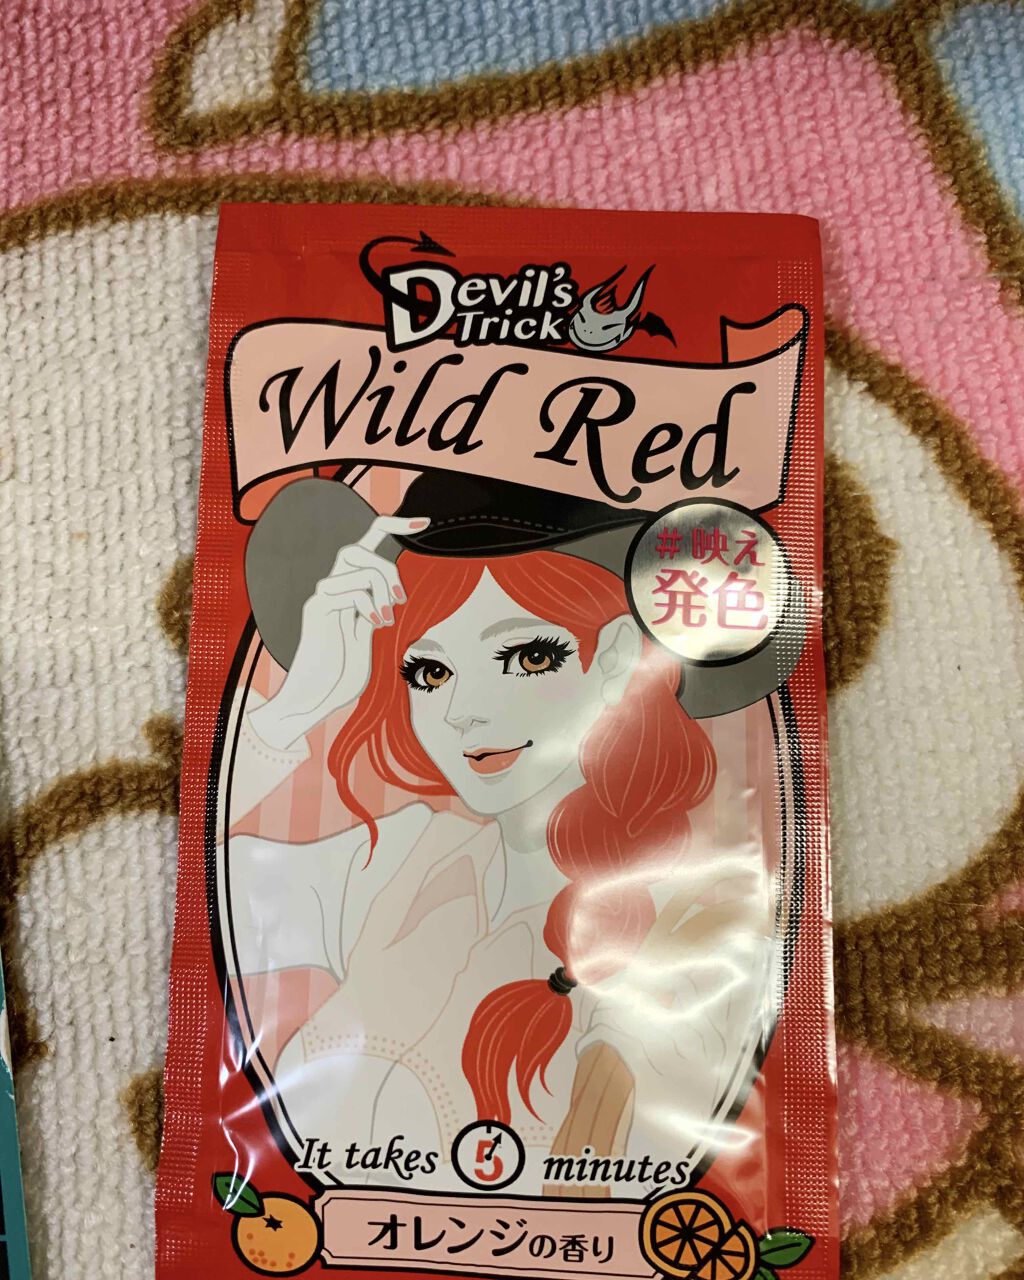 Devil's
Trick
Wild Red
#映え
発色
It takes 5 minutes
オレンジの香り